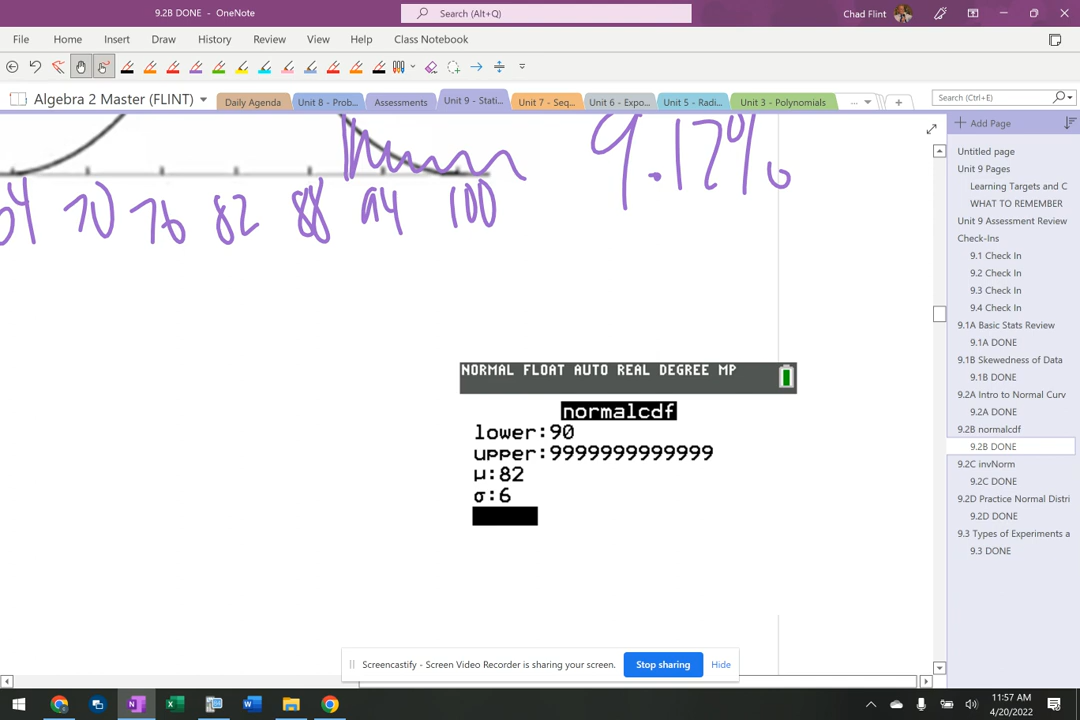 9.2B DONE - OneNote
Search (Alt+Q)
Chad Flint
File Home Insert Draw History Review View Help Class Notebook
Algebra 2 Master (FLINT)
Daily Agenda
Unit 8 - Prob...
Assessments
Unit 9 - Stati...
Unit 7 - Seq...
Unit 6 - Expo...
Unit 5 - Radi...
Unit 3 - Polynomials
...
Search (Ctrl+E)
9.17%
64 70 76 82 88 94 100
NORMAL FLOAT AUTO REAL DEGREE MP
normalcdf
lower:90
upper:9999999999999
μ:82
σ:6
Add Page
Untitled page
Unit 9 Pages
Learning Targets and C
WHAT TO REMEMBER
Unit 9 Assessment Review
Check-Ins
9.1 Check In
9.2 Check In
9.3 Check In
9.4 Check In
9.1A Basic Stats Review
9.1A DONE
9.1B Skewedness of Data
9.1B DONE
9.2A Intro to Normal Curv
9.2A DONE
9.2B normalcdf
9.2B DONE
9.2C invNorm
9.2C DONE
9.2D Practice Normal Distri
9.2D DONE
9.3 Types of Experiments a
9.3 DONE
Screencastify - Screen Video Recorder is sharing your screen.
Stop sharing
Hide
11:57 AM
4/20/2022